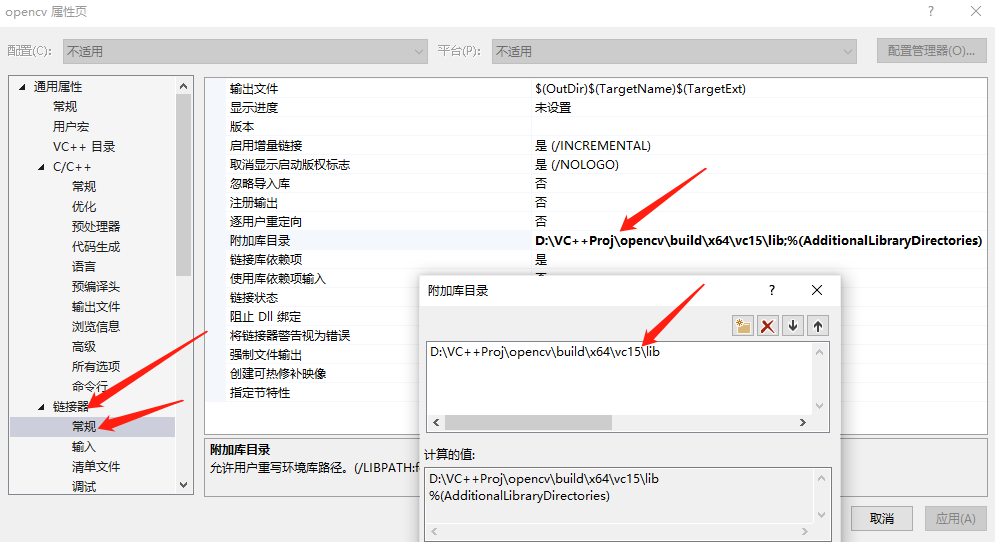 opencv 属性页
配置(C): 不适用 平台(P): 不适用 配置管理器(O)...
通用属性
常规
用户宏
VC++ 目录
C/C++
常规
优化
预处理器
代码生成
语言
预编译头
输出文件
浏览信息
高级
所有选项
命令行
链接器
常规
输入
清单文件
调试
输出文件 $(OutDir)$(TargetName)$(TargetExt)
显示进度 未设置
版本
启用增量链接 是 (/INCREMENTAL)
取消显示启动版权标志 是 (/NOLOGO)
忽略导入库 否
注册输出 否
逐用户重定向 否
附加库目录 D:\VC++Proj\opencv\build\x64\vc15\lib;%(AdditionalLibraryDirectories)
链接库依赖项 是
使用库依赖项输入
链接状态
阻止 Dll 绑定
将链接器警告视为错误
强制文件输出
创建可热修补映像
指定节特性
附加库目录
允许用户重写环境库路径。(/LIBPATH:f
附加库目录
D:\VC++Proj\opencv\build\x64\vc15\lib
计算的值:
D:\VC++Proj\opencv\build\x64\vc15\lib
%(AdditionalLibraryDirectories)
取消 应用(A)